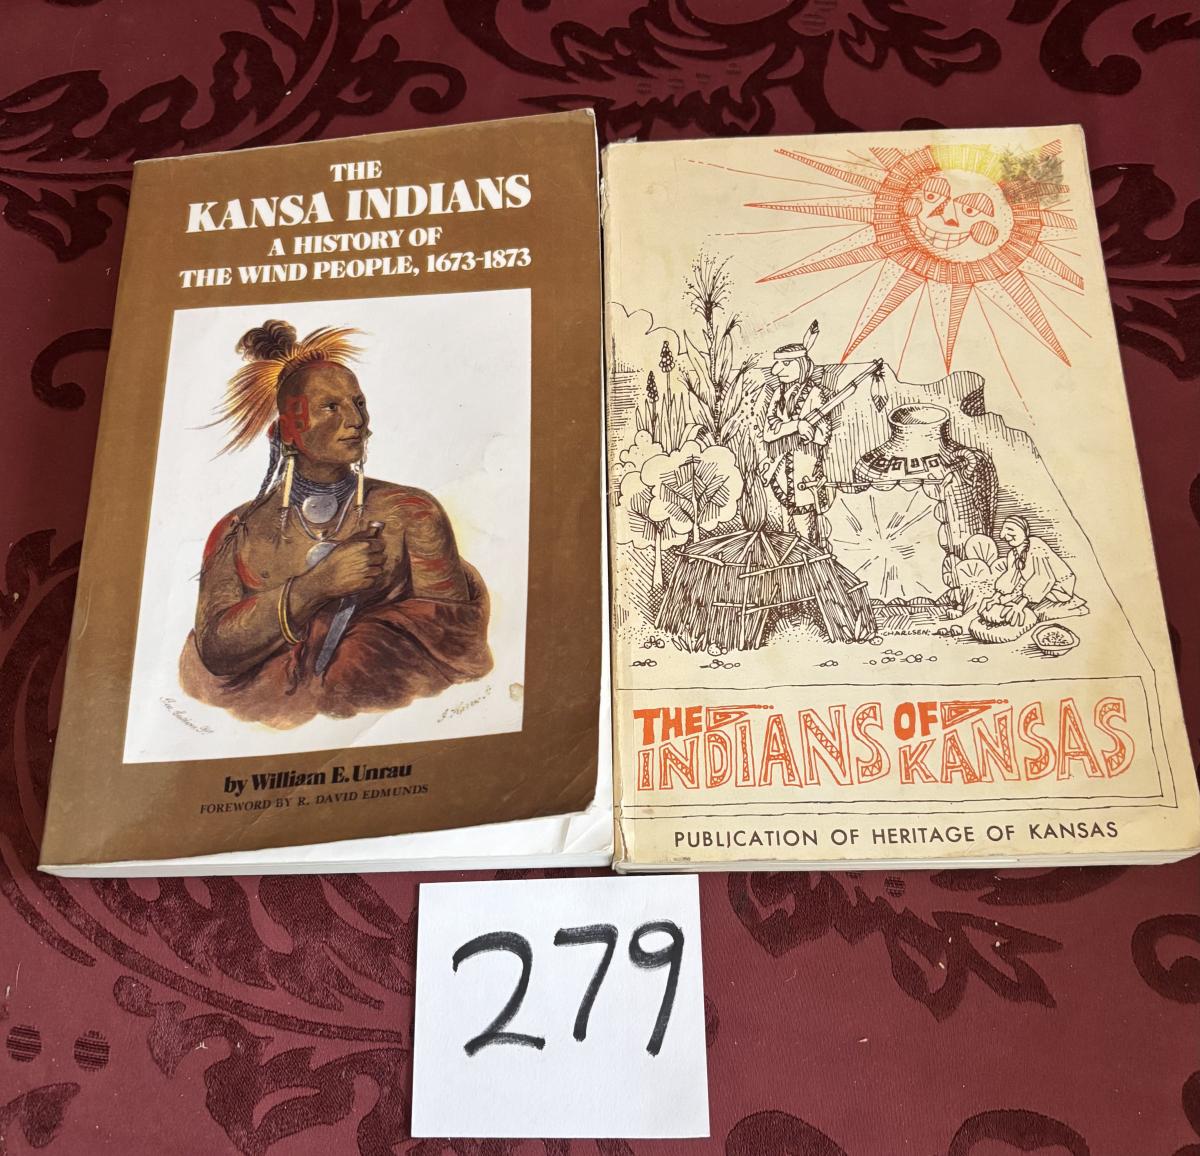 THE
KANSA INDIANS
A HISTORY OF
THE WIND PEOPLE, 1673-1873
by William E. Unrau
FOREWORD BY R. DAVID EDMUNDS
CHARLSEN
THE
INDIANS OF
KANSAS
PUBLICATION OF HERITAGE OF KANSAS
279